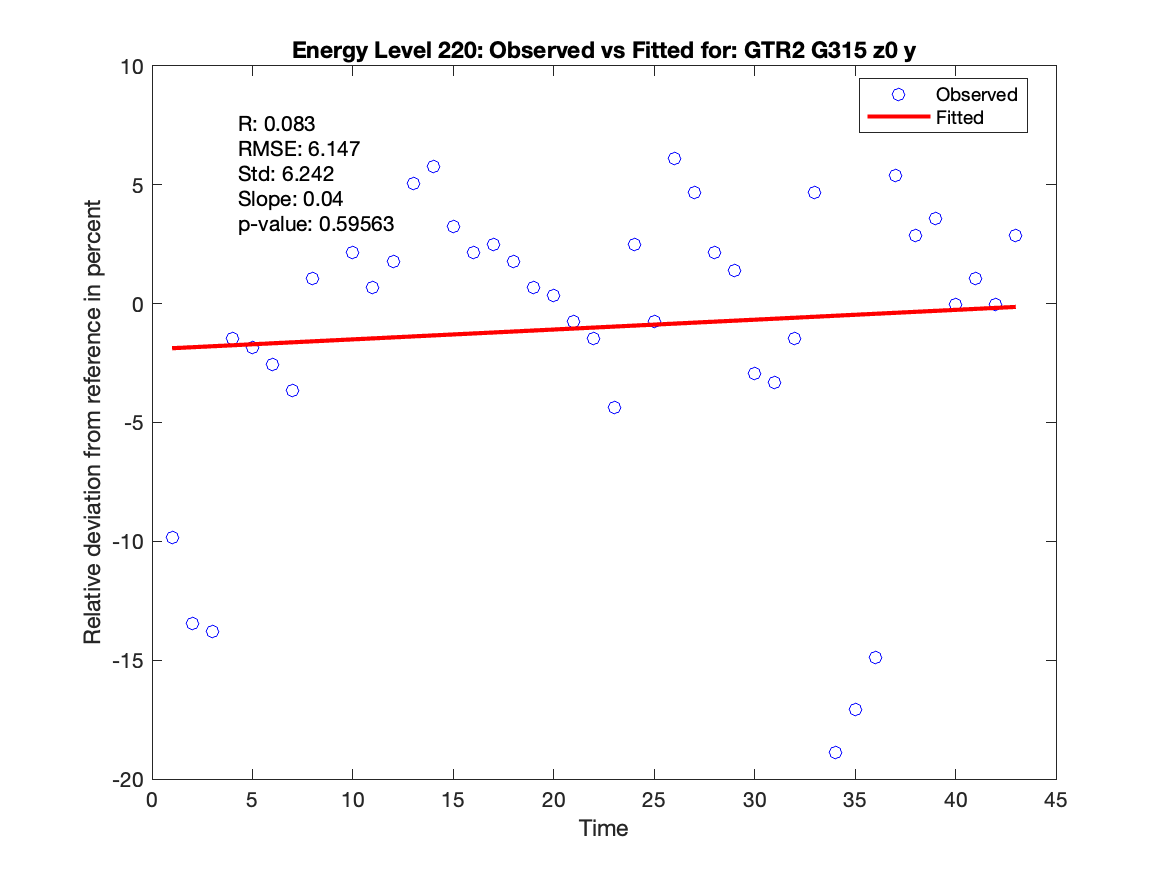 Energy Level 220: Observed vs Fitted for: GTR2 G315 z0 y
Observed
Fitted
R: 0.083
RMSE: 6.147
Std: 6.242
Slope: 0.04
p-value: 0.59563
Relative deviation from reference in percent
10
5
0
-5
-10
-15
-20
0 5 10 15 20 25 30 35 40 45
Time